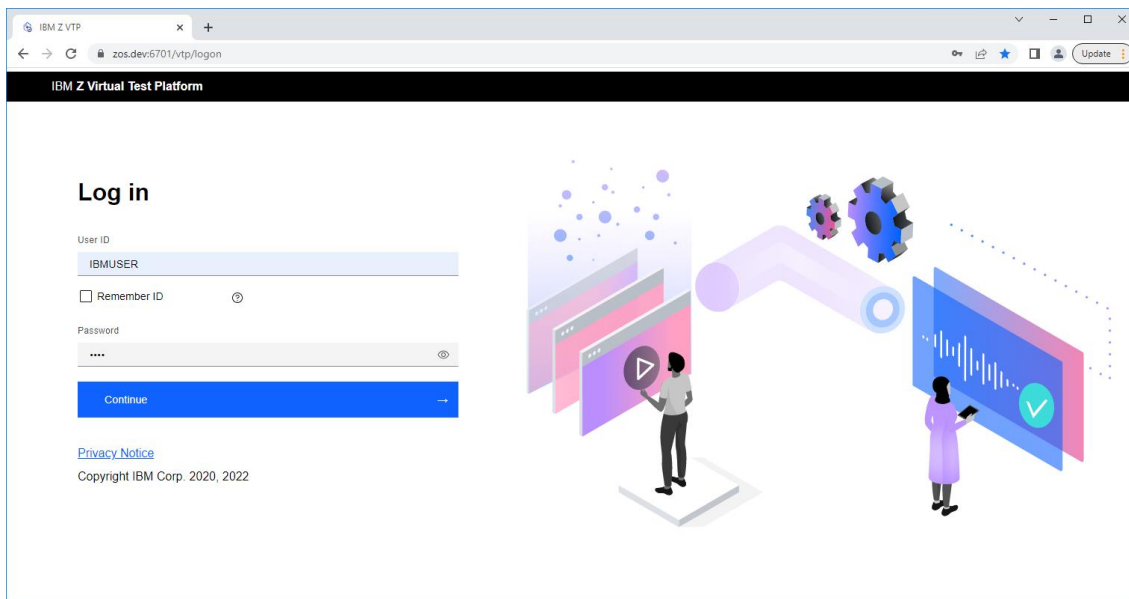 IBM Z VTP
zos.dev:6701/vtp/logon
Update
IBM Z Virtual Test Platform
Log in
User ID
IBMUSER
Remember ID
Password
••••
Continue →
Privacy Notice
Copyright IBM Corp. 2020, 2022